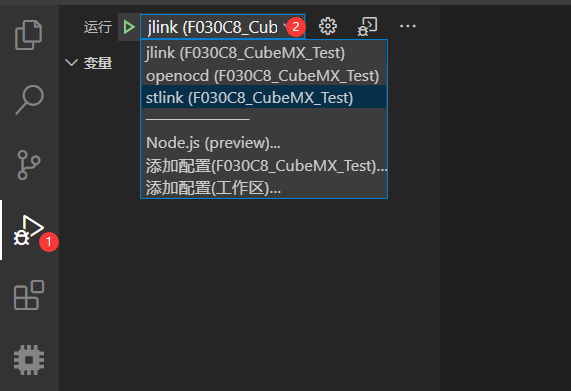 运行 jlink (F030C8_Cub 2
jlink (F030C8_CubeMX_Test)
变量
openocd (F030C8_CubeMX_Test)
stlink (F030C8_CubeMX_Test)
Node.js (preview)...
添加配置(F030C8_CubeMX_Test)...
添加配置(工作区)...
1